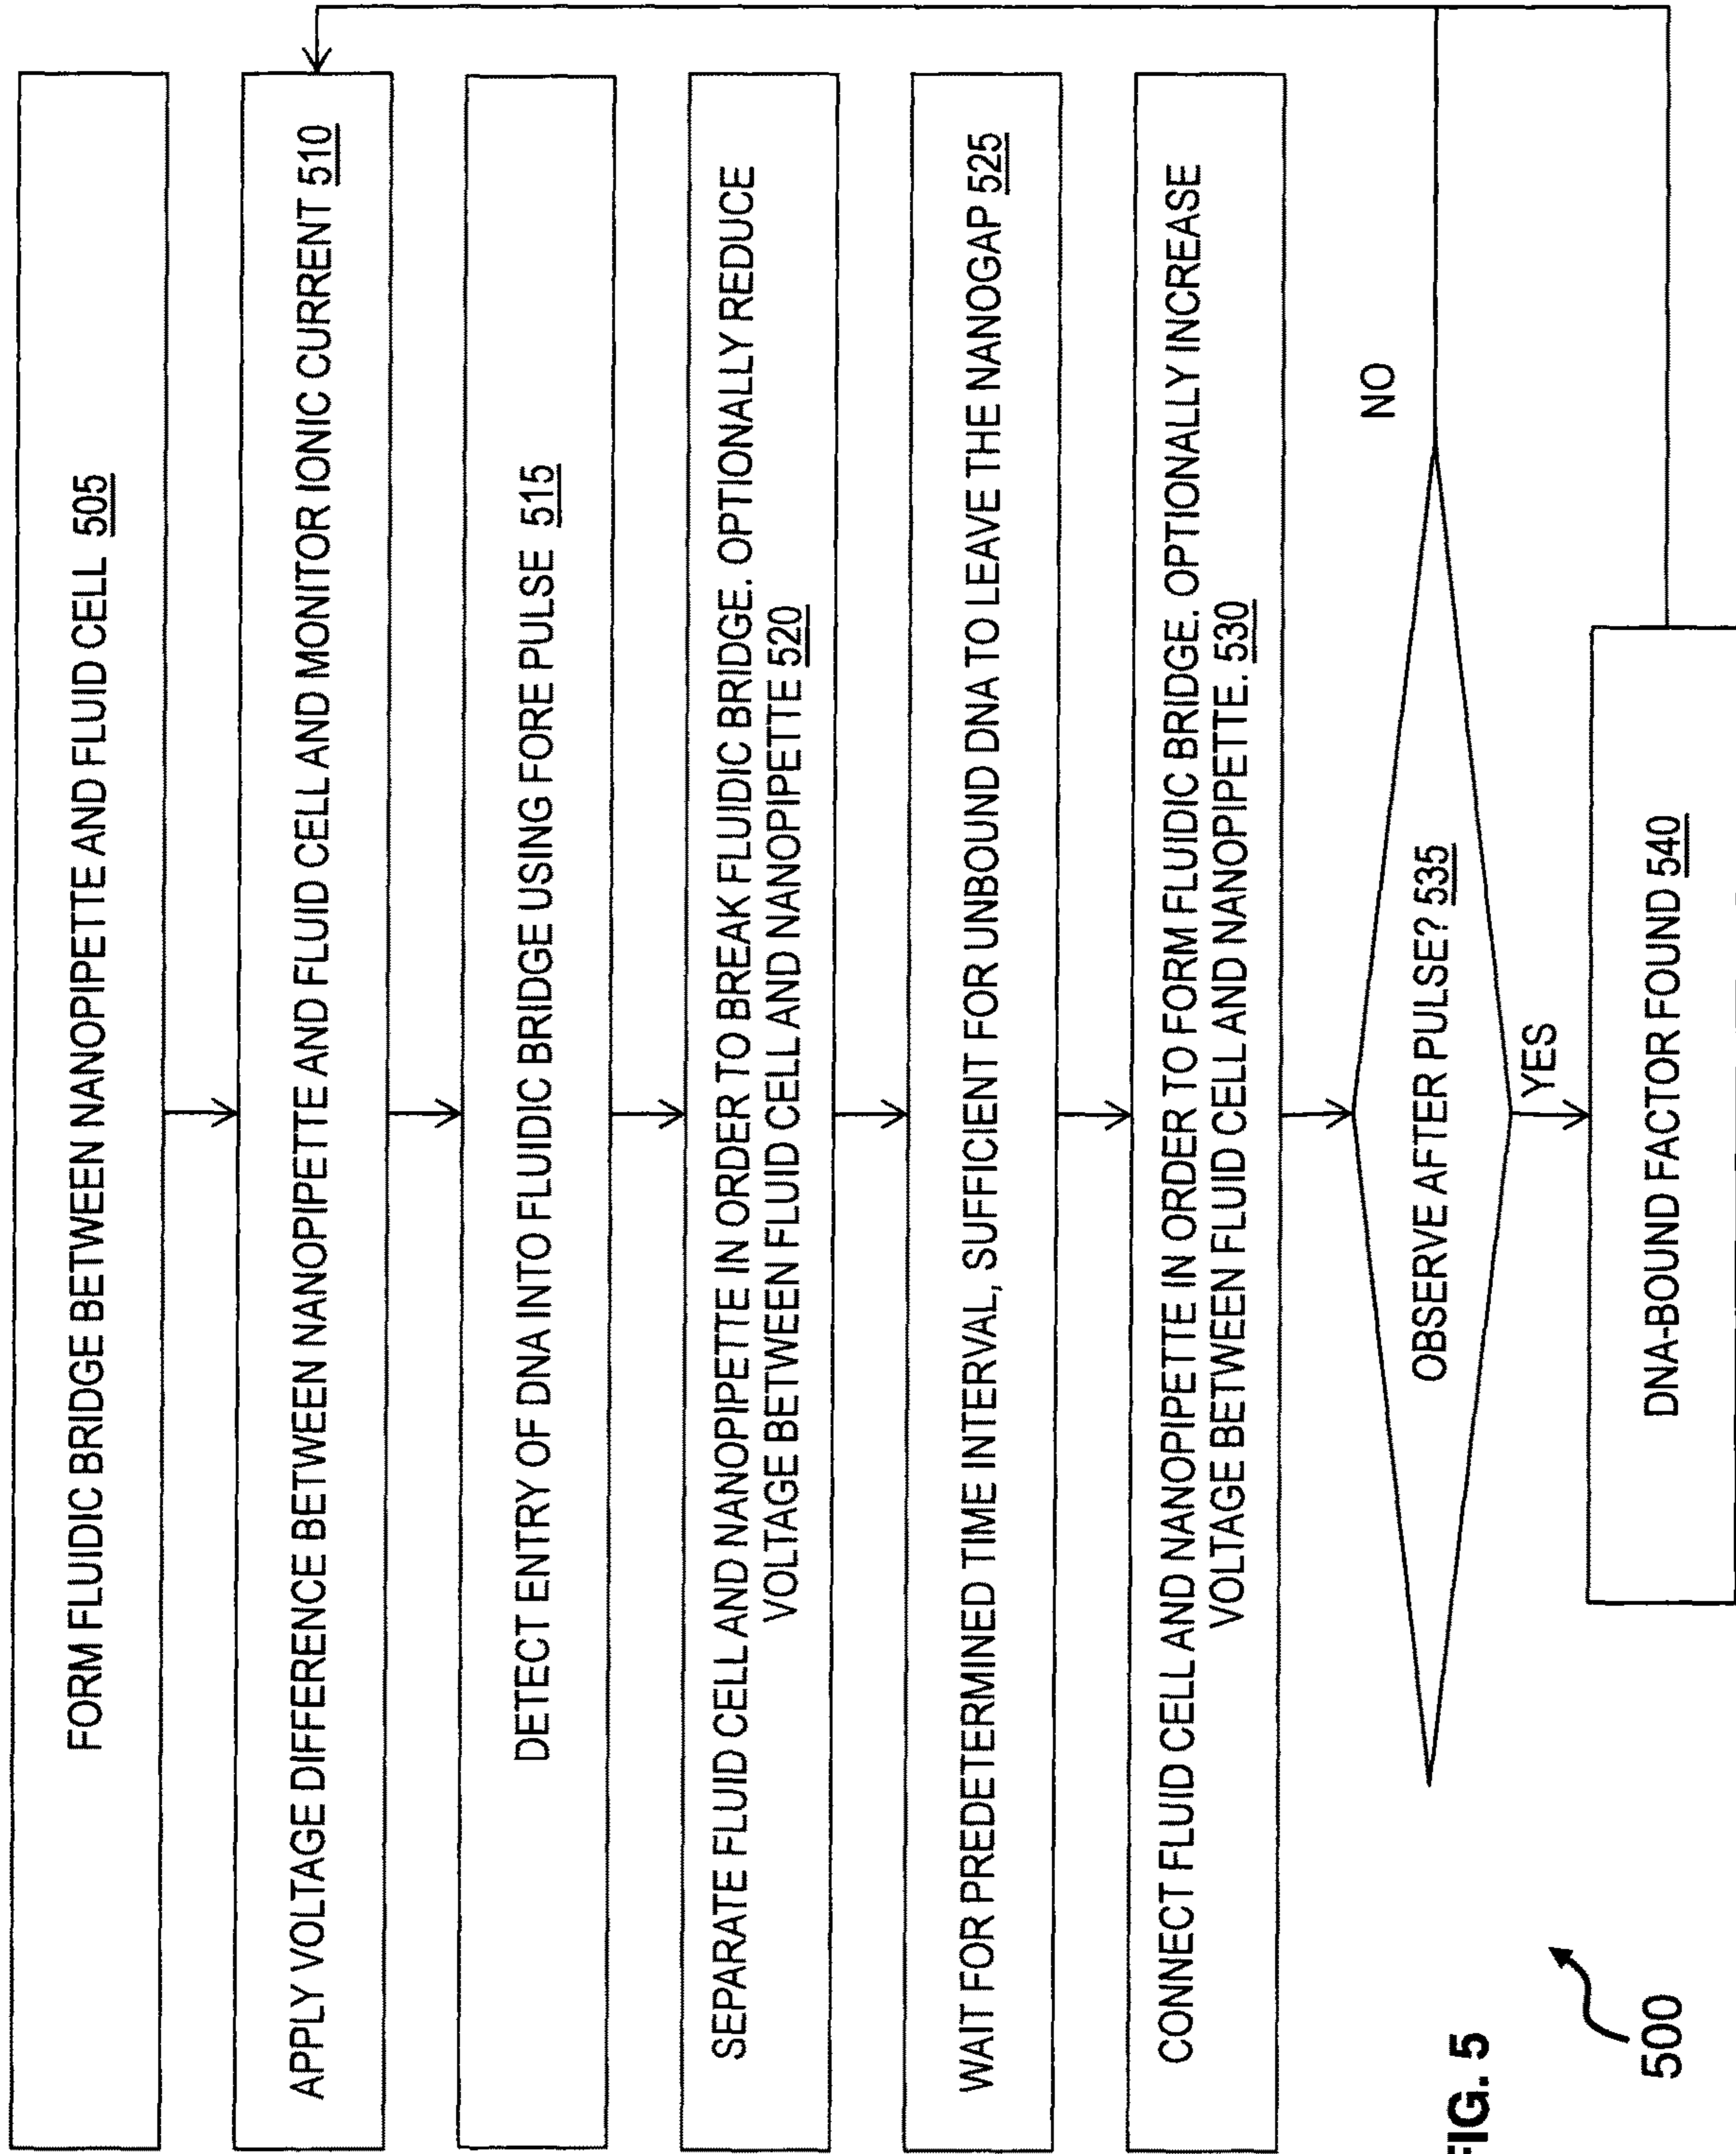 FORM FLUIDIC BRIDGE BETWEEN NANOPIPETTE AND FLUID CELL 505
APPLY VOLTAGE DIFFERENCE BETWEEN NANOPIPETTE AND FLUID CELL AND MONITOR IONIC CURRENT 510
DETECT ENTRY OF DNA INTO FLUIDIC BRIDGE USING FORE PULSE 515
SEPARATE FLUID CELL AND NANOPIPETTE IN ORDER TO BREAK FLUIDIC BRIDGE. OPTIONALLY REDUCE
VOLTAGE BETWEEN FLUID CELL AND NANOPIPETTE 520
WAIT FOR PREDETERMINED TIME INTERVAL, SUFFICIENT FOR UNBOUND DNA TO LEAVE THE NANOGAP 525
CONNECT FLUID CELL AND NANOPIPETTE IN ORDER TO FORM FLUIDIC BRIDGE. OPTIONALLY INCREASE
VOLTAGE BETWEEN FLUID CELL AND NANOPIPETTE. 530
NO
OBSERVE AFTER PULSE? 535
YES
DNA-BOUND FACTOR FOUND 540
FIG. 5
500